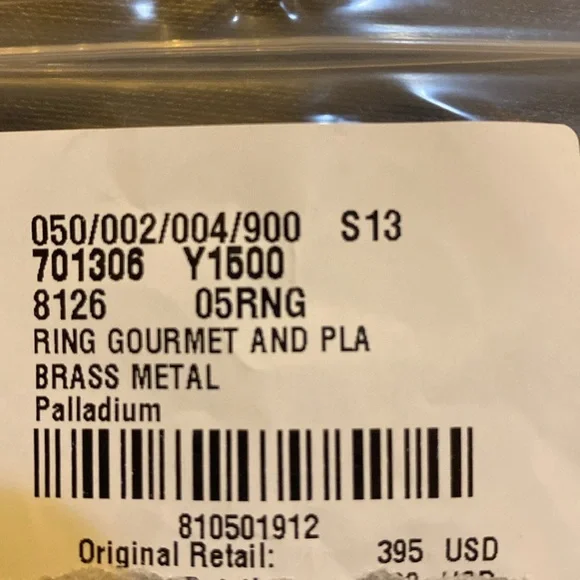 050/002/004/900 S13
701306 Y1500
8126 05RNG
RING GOURMET AND PLA
BRASS METAL
Palladium
810501912
Original Retail: 395 USD